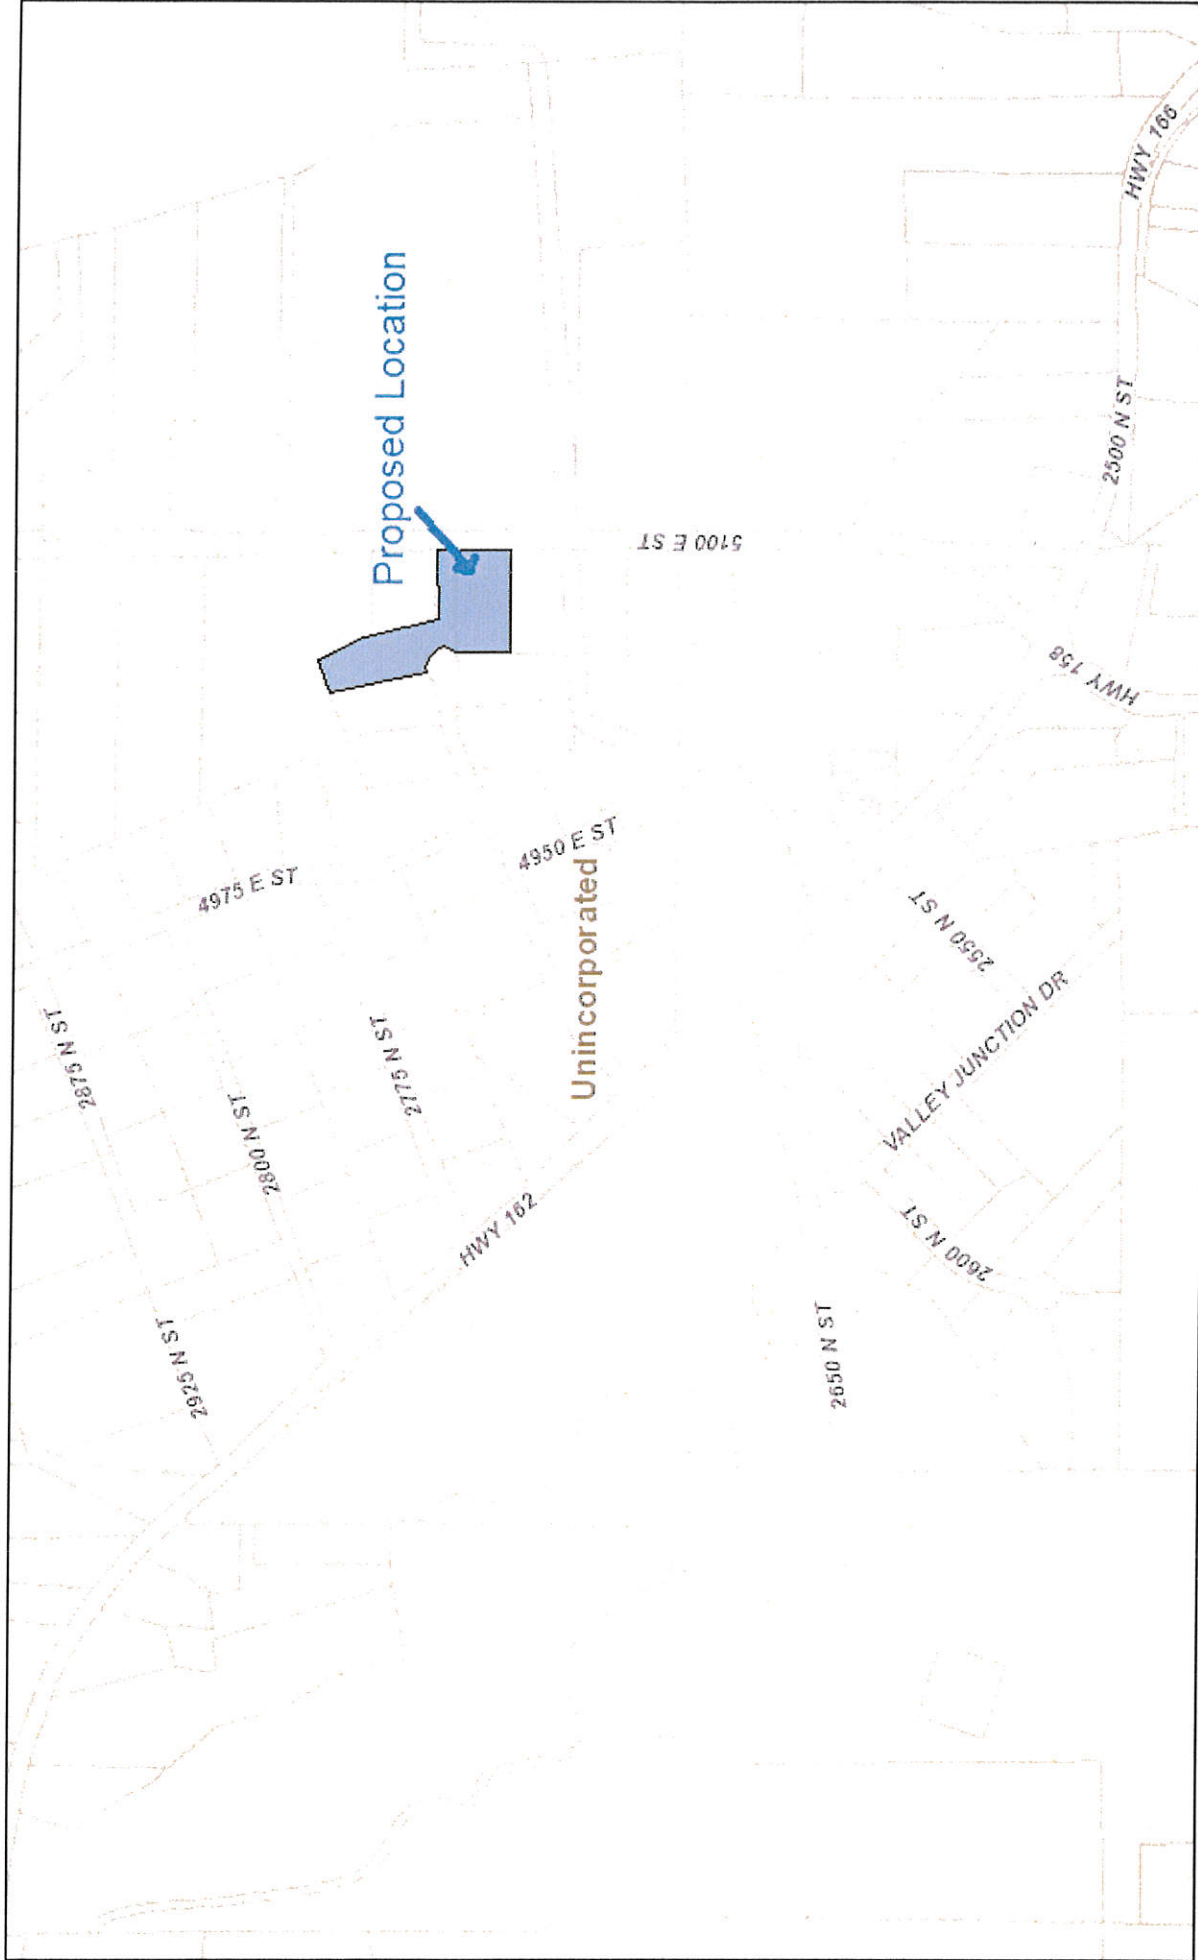 2875 N ST
2925 N ST
2800 N ST
4975 E ST
2775 N ST
Proposed Location
HWY 162
4950 E ST
Unincorporated
5100 E ST
2650 N ST
2600 N ST
2550 N ST
VALLEY JUNCTION DR
HWY 158
2500 N ST
HWY 166